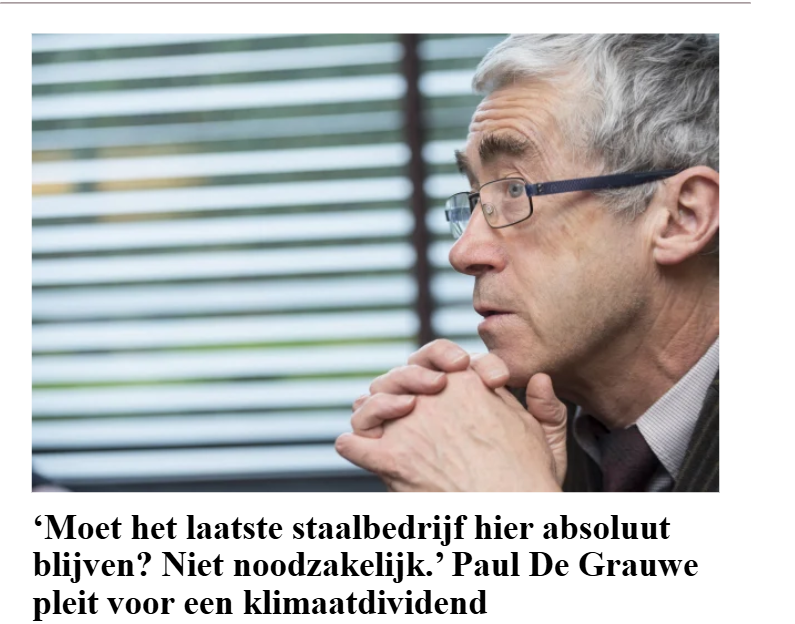 ‘Moet het laatste staalbedrijf hier absoluut
blijven? Niet noodzakelijk.’ Paul De Grauwe
pleit voor een klimaatdividend